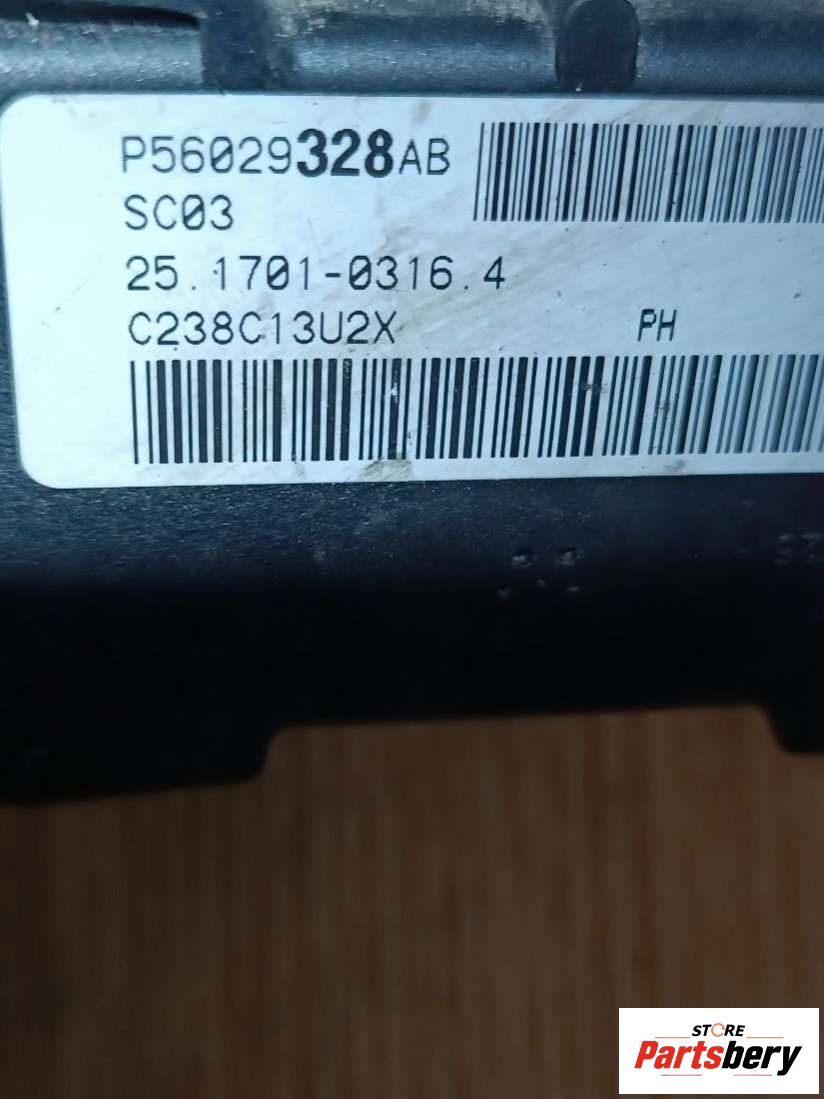 P56029328AB
SC03
25.1701-0316.4
C238C13U2X PH
STORE
Partsbery